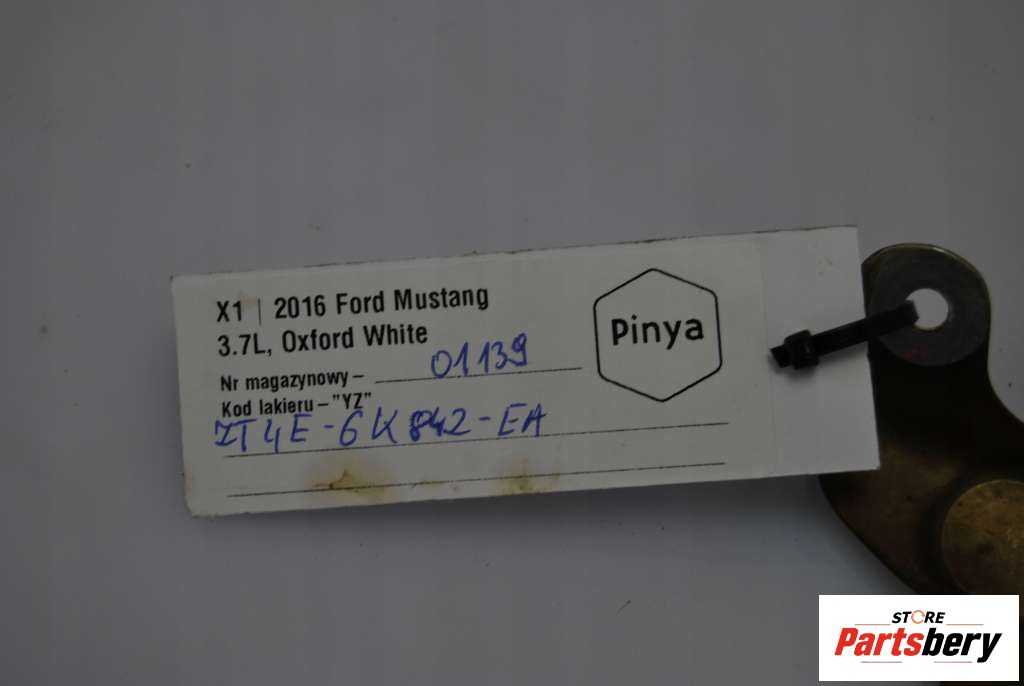 X1 | 2016 Ford Mustang
3.7L, Oxford White
Nr magazynowy – 01139
Kod lakieru – "YZ"
7T4E-6K842-EA
Pinya
STORE
Partsbery